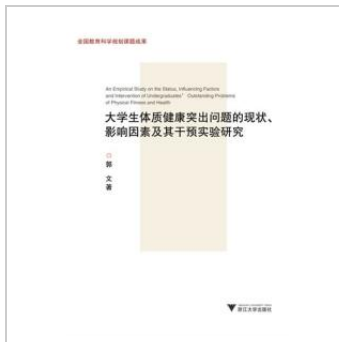 全国教育科学规划课题成果
An Empirical Study on the Status, Influencing Factors
and Intervention of Undergraduates' Outstanding Problems
of Physical Fitness and Health
大学生体质健康突出问题的现状、
影响因素及其干预实验研究
郭
文
著
浙江大学出版社